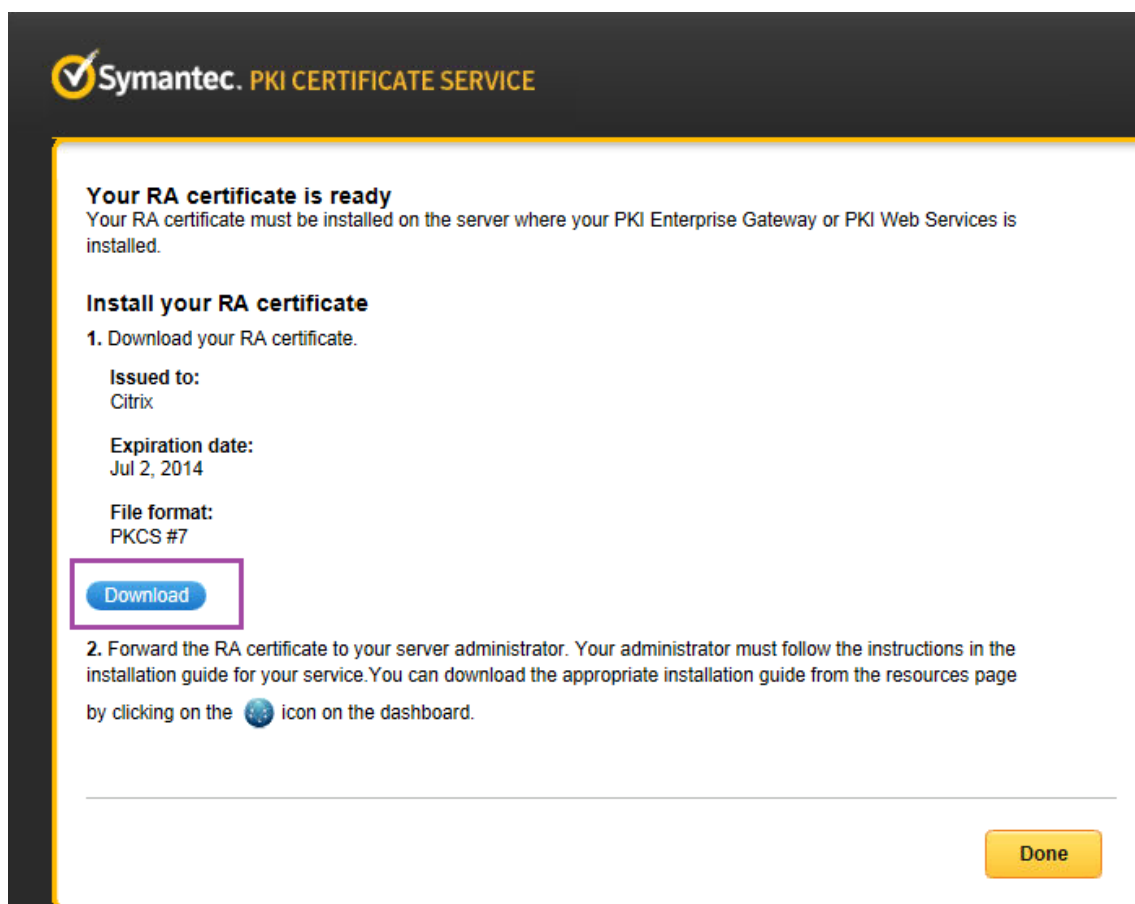 Symantec. PKI CERTIFICATE SERVICE
Your RA certificate is ready
Your RA certificate must be installed on the server where your PKI Enterprise Gateway or PKI Web Services is
installed.
Install your RA certificate
1. Download your RA certificate.
Issued to:
Citrix
Expiration date:
Jul 2, 2014
File format:
PKCS #7
Download
2. Forward the RA certificate to your server administrator. Your administrator must follow the instructions in the
installation guide for your service.You can download the appropriate installation guide from the resources page
by clicking on the icon on the dashboard.
Done